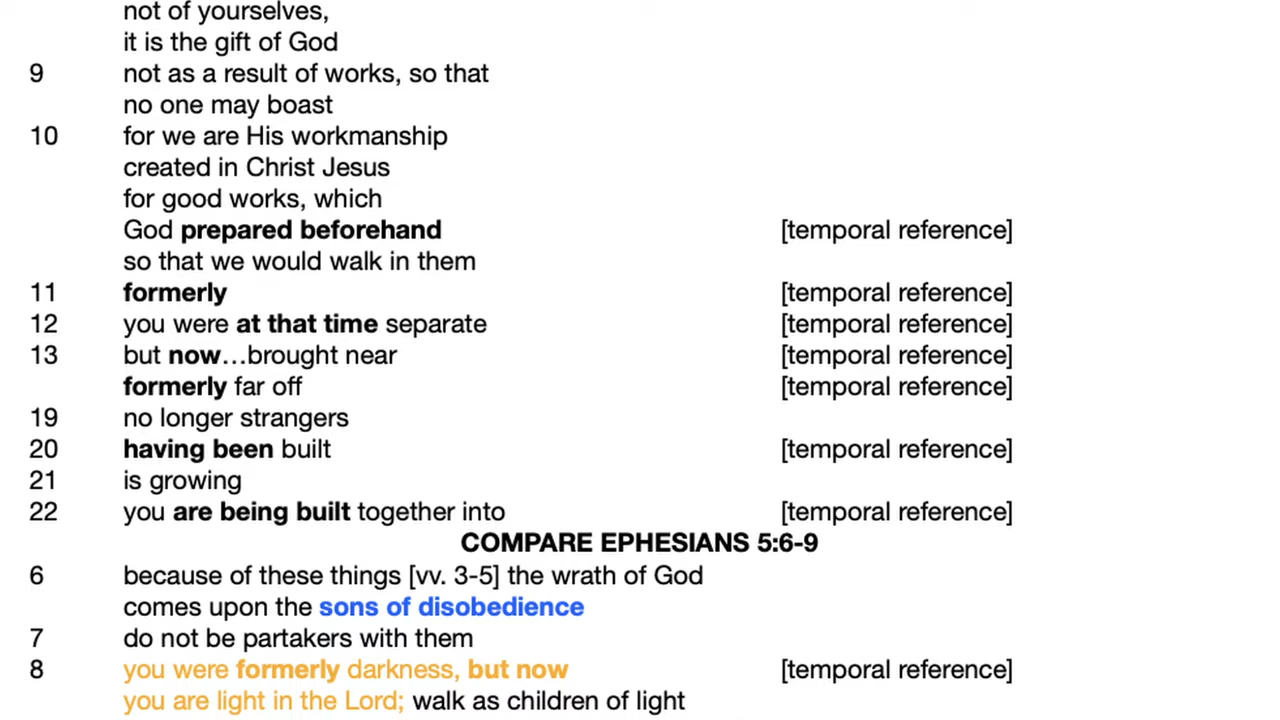 not of yourselves,
it is the gift of God
9 not as a result of works, so that
no one may boast
10 for we are His workmanship
created in Christ Jesus
for good works, which
God prepared beforehand [temporal reference]
so that we would walk in them
11 formerly [temporal reference]
12 you were at that time separate [temporal reference]
13 but now…brought near [temporal reference]
formerly far off [temporal reference]
19 no longer strangers
20 having been built [temporal reference]
21 is growing
22 you are being built together into [temporal reference]
COMPARE EPHESIANS 5:6-9
6 because of these things [vv. 3-5] the wrath of God
comes upon the sons of disobedience
7 do not be partakers with them
8 you were formerly darkness, but now [temporal reference]
you are light in the Lord; walk as children of light